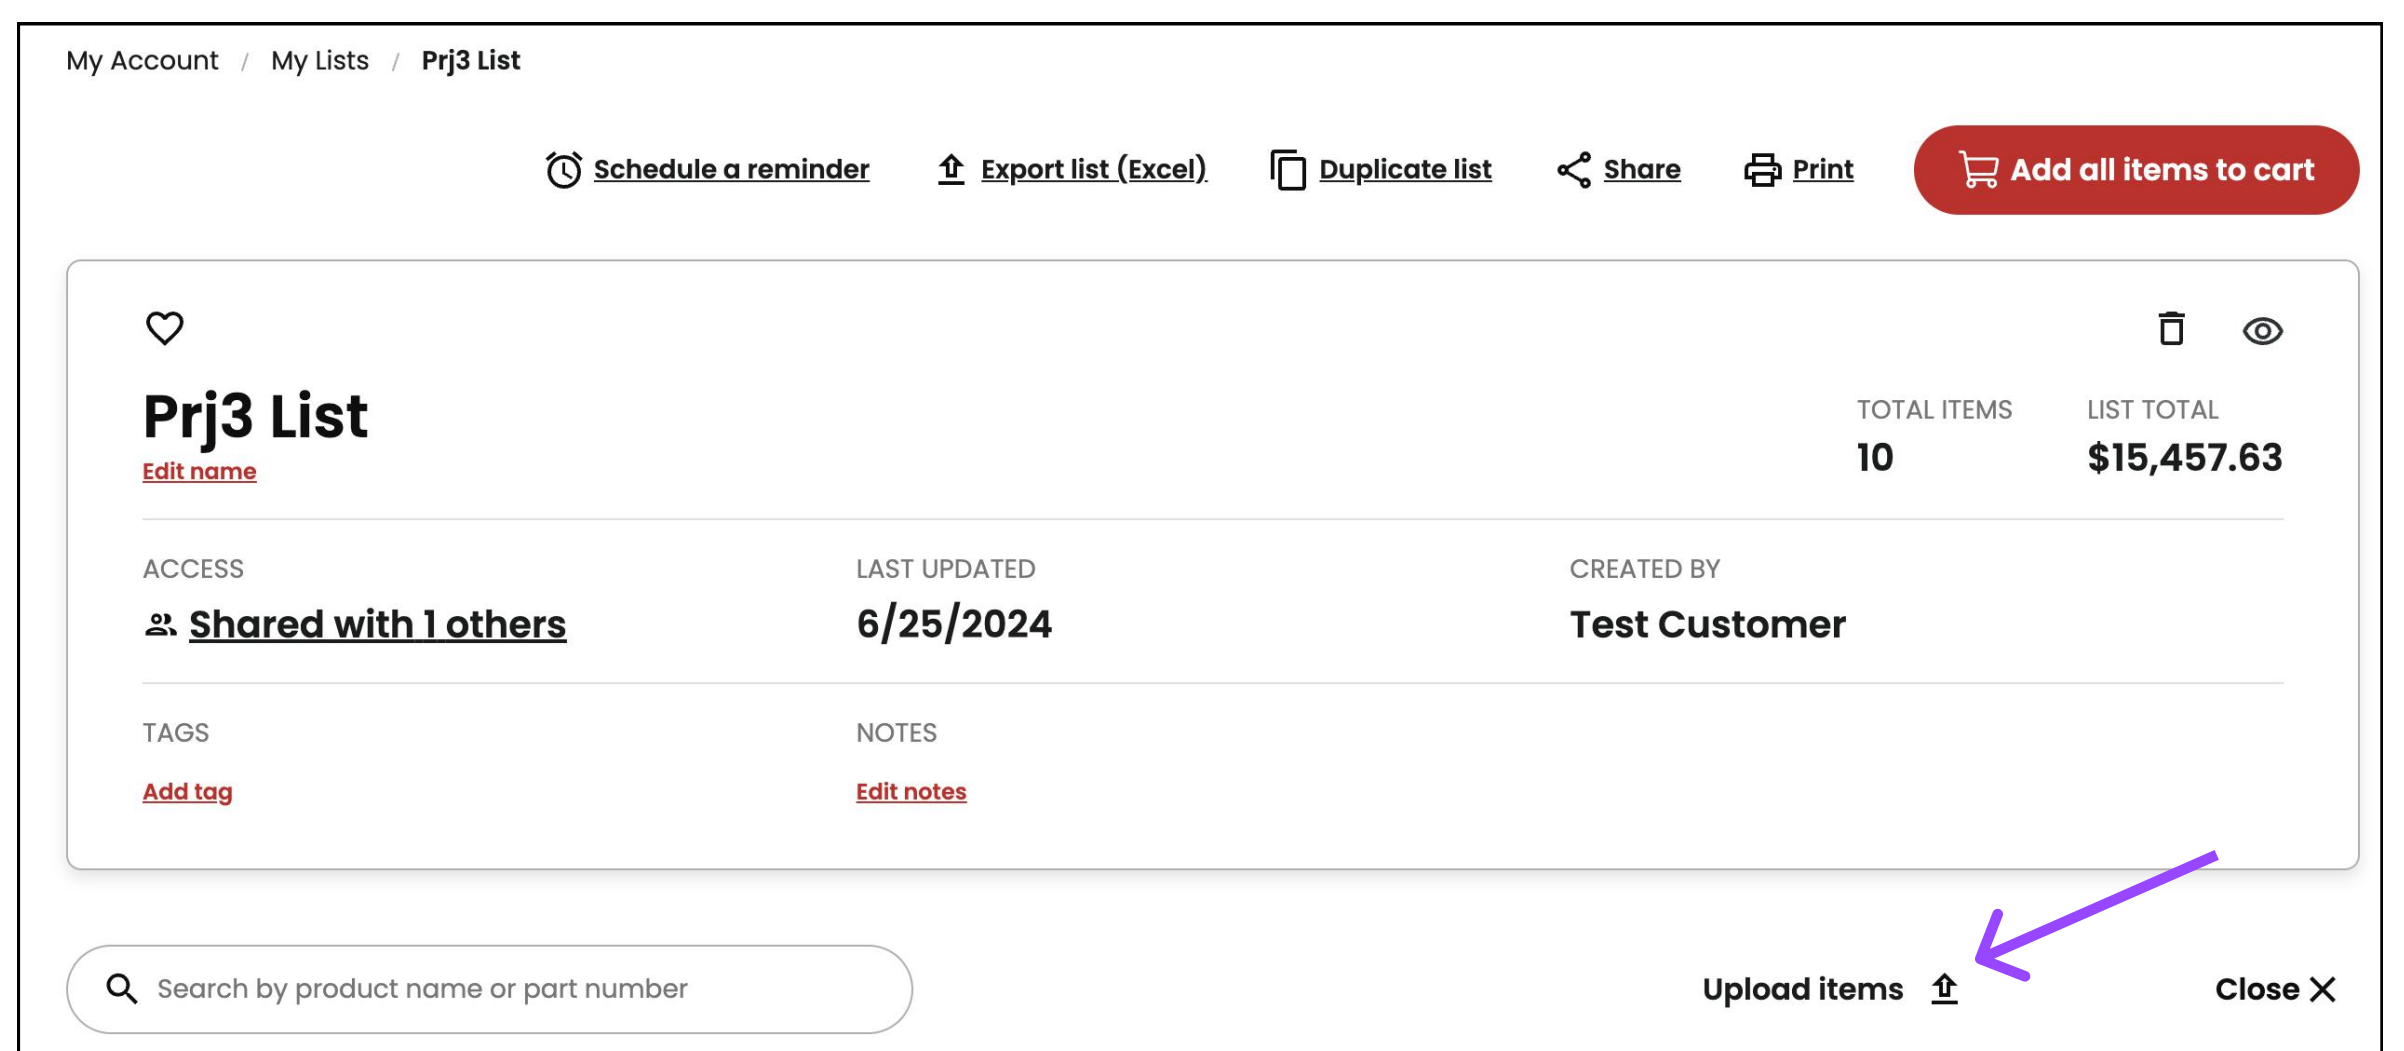 My Account / My Lists / Prj3 List
Schedule a reminder Export list (Excel) Duplicate list Share Print Add all items to cart
Prj3 List
Edit name
TOTAL ITEMS
10
LIST TOTAL
$15,457.63
ACCESS
Shared with 1 others
LAST UPDATED
6/25/2024
CREATED BY
Test Customer
TAGS
Add tag
NOTES
Edit notes
Search by product name or part number
Upload items
Close